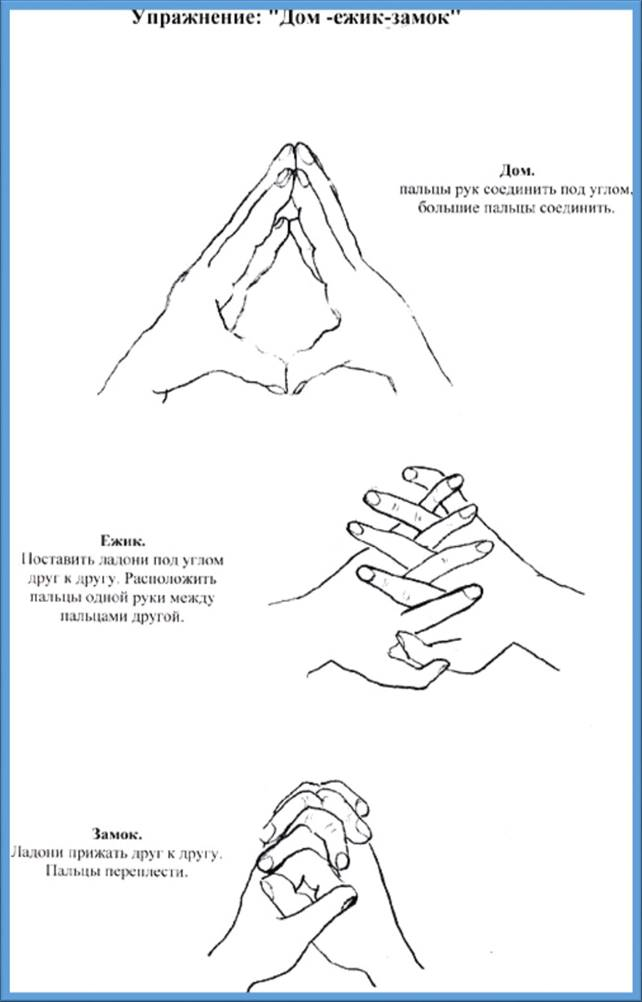 Упражнение: "Дом -ежик-замок"
Дом.
пальцы рук соединить под углом,
большие пальцы соединить.
Ежик.
Поставить ладони под углом
друг к другу. Расположить
пальцы одной руки между
пальцами другой.
Замок.
Ладони прижать друг к другу.
Пальцы переплести.